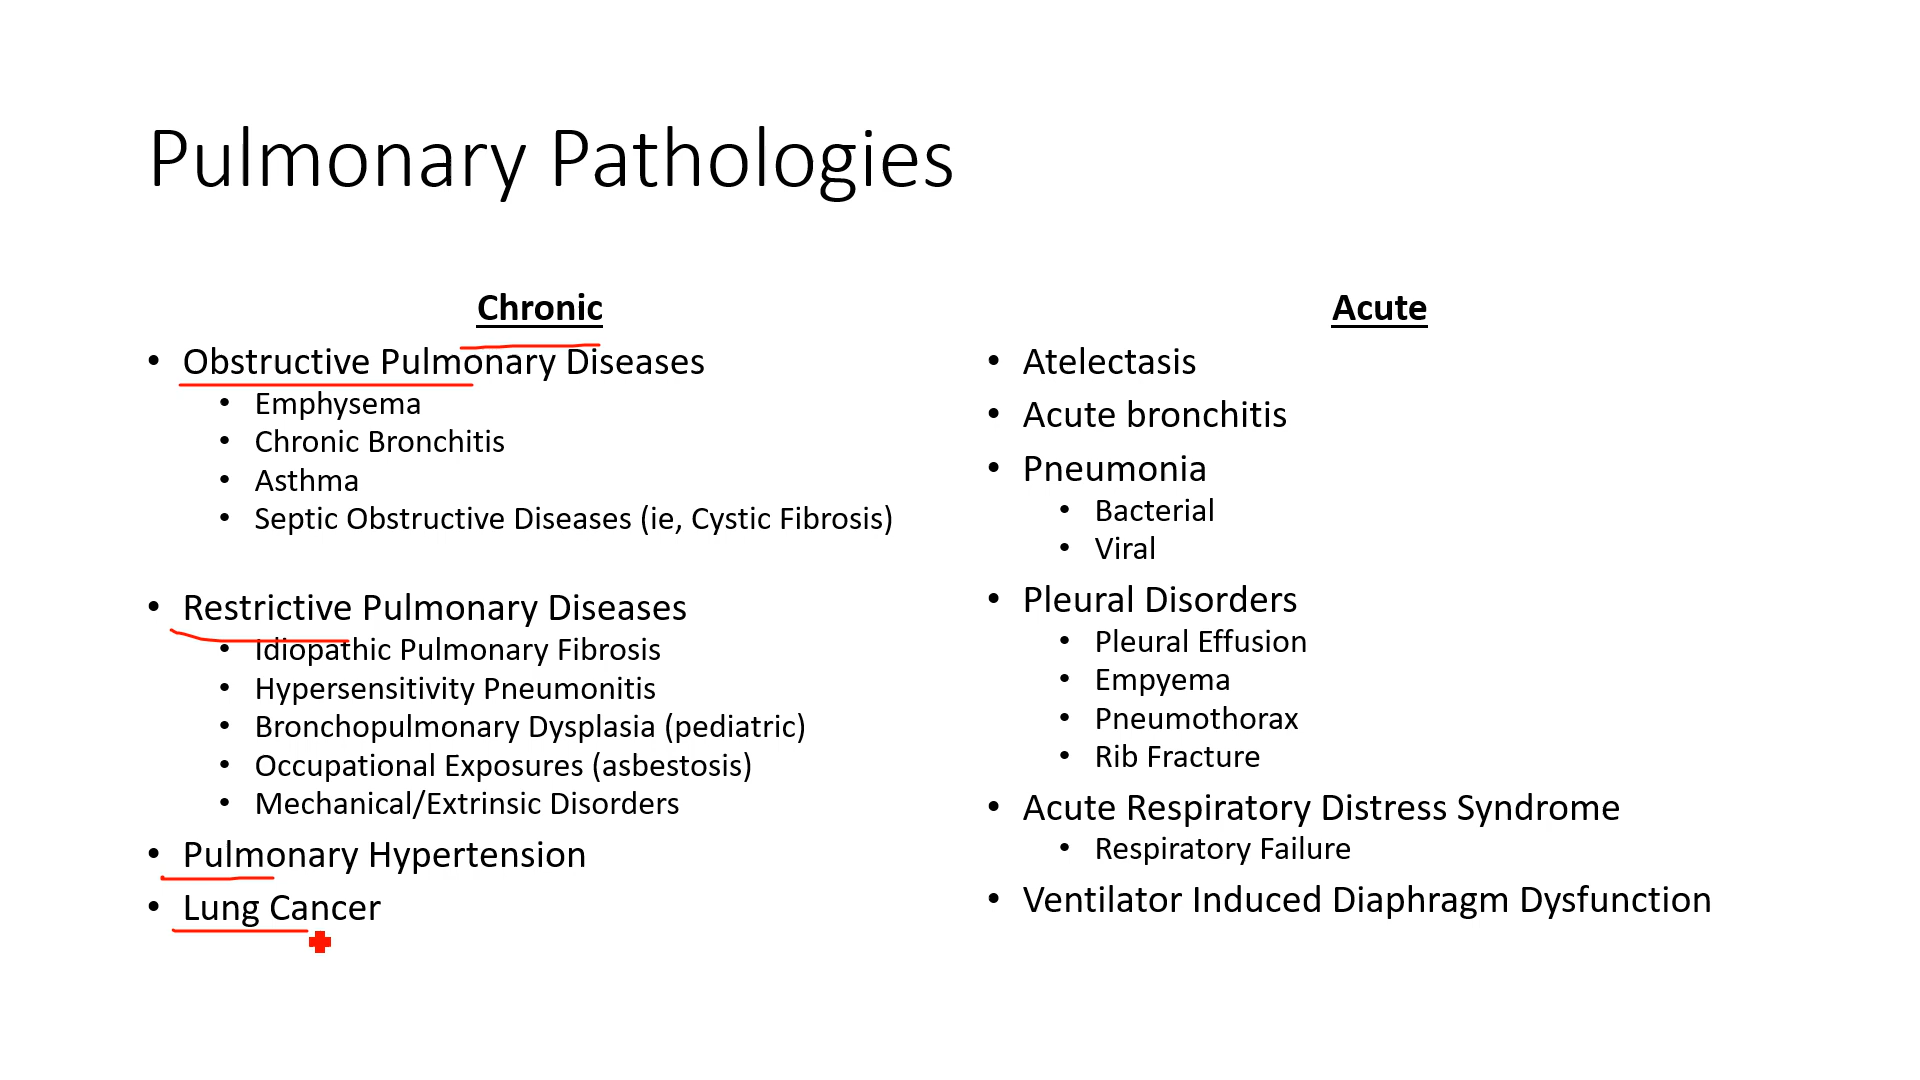 Pulmonary Pathologies
Chronic
• Obstructive Pulmonary Diseases
• Emphysema
• Chronic Bronchitis
• Asthma
• Septic Obstructive Diseases (ie, Cystic Fibrosis)
• Restrictive Pulmonary Diseases
• Idiopathic Pulmonary Fibrosis
• Hypersensitivity Pneumonitis
• Bronchopulmonary Dysplasia (pediatric)
• Occupational Exposures (asbestosis)
• Mechanical/Extrinsic Disorders
• Pulmonary Hypertension
• Lung Cancer
Acute
• Atelectasis
• Acute bronchitis
• Pneumonia
• Bacterial
• Viral
• Pleural Disorders
• Pleural Effusion
• Empyema
• Pneumothorax
• Rib Fracture
• Acute Respiratory Distress Syndrome
• Respiratory Failure
• Ventilator Induced Diaphragm Dysfunction